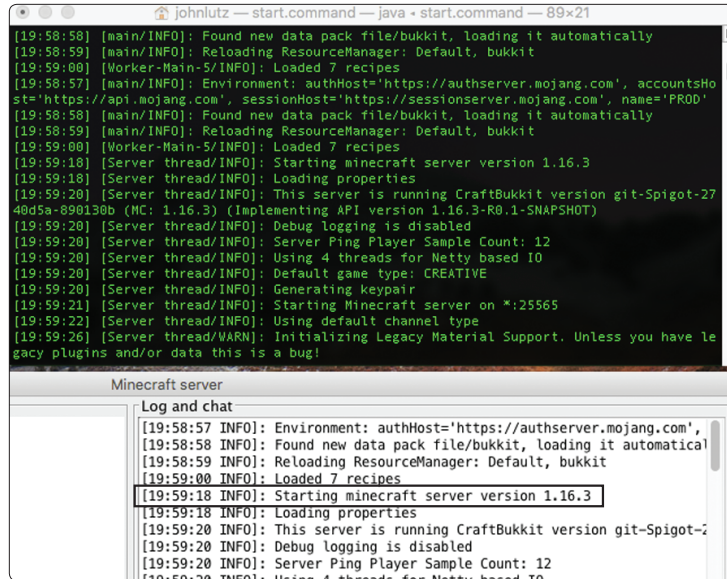 johnlutz — start.command — java ◂ start.command — 89×21
[19:58:58] [main/INFO]: Found new data pack file/bukkit, loading it automatically
[19:58:59] [main/INFO]: Reloading ResourceManager: Default, bukkit
[19:59:00] [Worker-Main-5/INFO]: Loaded 7 recipes
[19:58:57] [main/INFO]: Environment: authHost='https://authserver.mojang.com', accountsHo
st='https://api.mojang.com', sessionHost='https://sessionserver.mojang.com', name='PROD'
[19:58:58] [main/INFO]: Found new data pack file/bukkit, loading it automatically
[19:58:59] [main/INFO]: Reloading ResourceManager: Default, bukkit
[19:59:00] [Worker-Main-5/INFO]: Loaded 7 recipes
[19:59:18] [Server thread/INFO]: Starting minecraft server version 1.16.3
[19:59:18] [Server thread/INFO]: Loading properties
[19:59:20] [Server thread/INFO]: This server is running CraftBukkit version git-Spigot-27
40d5a-890130b (MC: 1.16.3) (Implementing API version 1.16.3-R0.1-SNAPSHOT)
[19:59:20] [Server thread/INFO]: Debug logging is disabled
[19:59:20] [Server thread/INFO]: Server Ping Player Sample Count: 12
[19:59:20] [Server thread/INFO]: Using 4 threads for Netty based IO
[19:59:20] [Server thread/INFO]: Default game type: CREATIVE
[19:59:20] [Server thread/INFO]: Generating keypair
[19:59:21] [Server thread/INFO]: Starting Minecraft server on *:25565
[19:59:22] [Server thread/INFO]: Using default channel type
[19:59:26] [Server thread/WARN]: Initializing Legacy Material Support. Unless you have le
gacy plugins and/or data this is a bug!
Minecraft server
Log and chat
[19:58:57 INFO]: Environment: authHost='https://authserver.mojang.com',
[19:58:58 INFO]: Found new data pack file/bukkit, loading it automatical
[19:58:59 INFO]: Reloading ResourceManager: Default, bukkit
[19:59:00 INFO]: Loaded 7 recipes
[19:59:18 INFO]: Starting minecraft server version 1.16.3
[19:59:18 INFO]: Loading properties
[19:59:20 INFO]: This server is running CraftBukkit version git-Spigot-2
[19:59:20 INFO]: Debug logging is disabled
[19:59:20 INFO]: Server Ping Player Sample Count: 12
[19:59:20 INFO]: Using 4 threads for Netty based IO